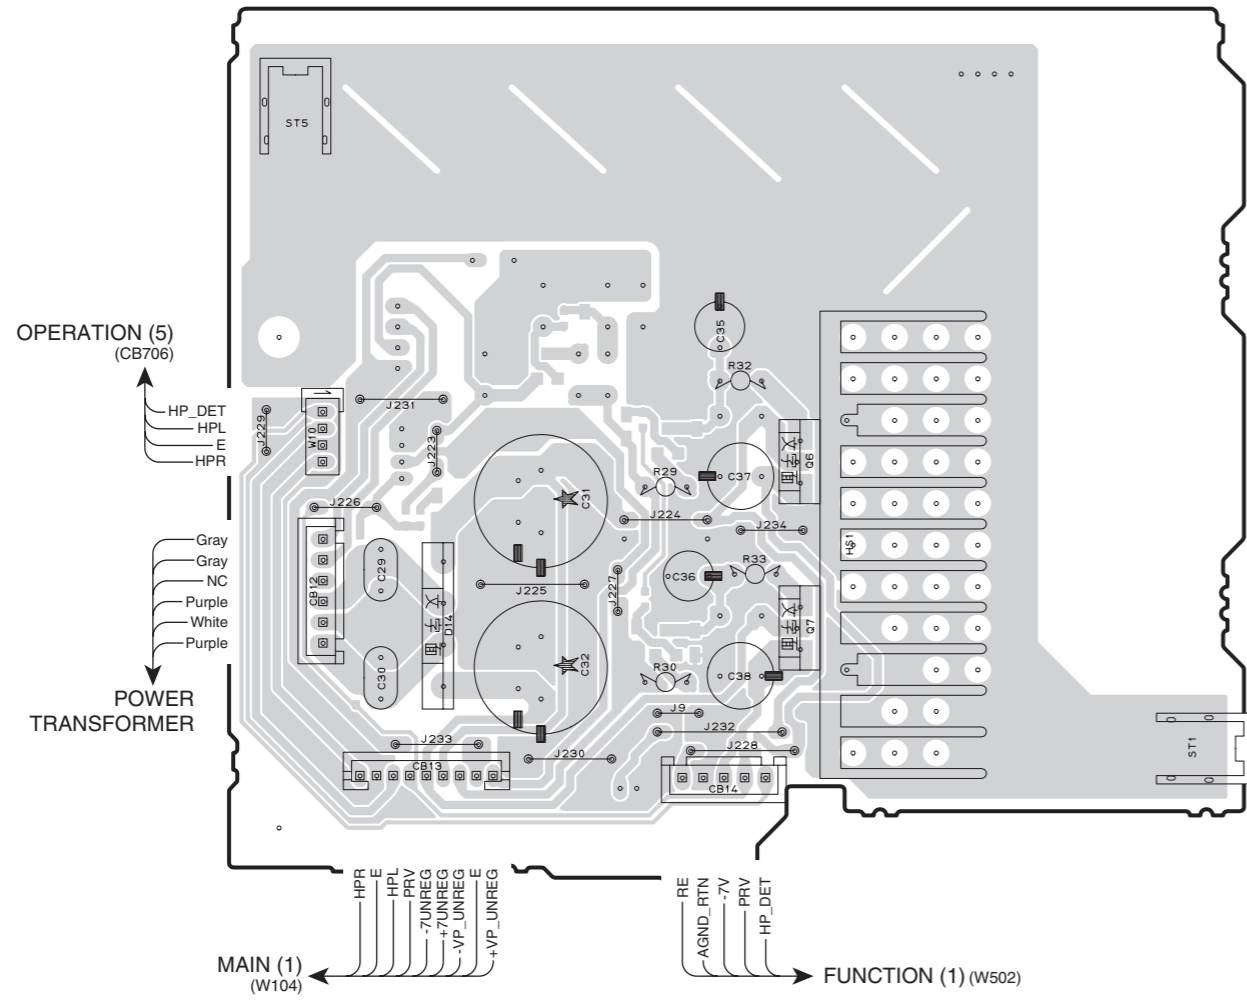 ST5
C35
R32
OPERATION (5)
(CB706)
HP_DET
HPL
E
HPR
J229
W10
1
J231
J223
C31
R29
C37
Q6
J226
J224
J234
HS1
Gray
Gray
NC
Purple
White
Purple
POWER
TRANSFORMER
CB12
C29
C30
D14
J225
J227
C36
R33
Q7
C32
R30
C38
J9
J232
J228
J233
CB13
J230
CB14
ST1
HPR
E
HPL
PRV
-7UNREG
+7UNREG
-VP_UNREG
E
+VP_UNREG
RE
AGND_RTN
-7V
PRV
HP_DET
MAIN (1)
(W104)
FUNCTION (1) (W502)